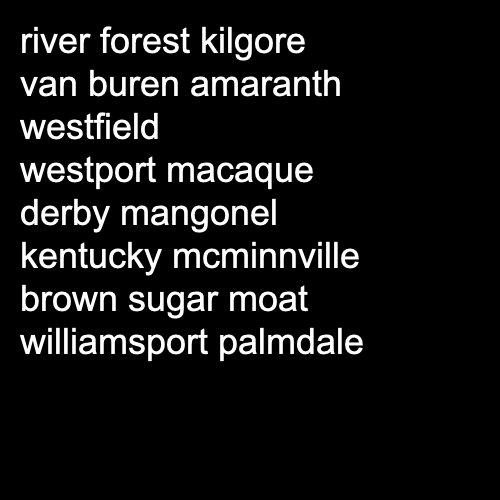 river forest kilgore
van buren amaranth
westfield
westport macaque
derby mangonel
kentucky mcminnville
brown sugar moat
williamsport palmdale